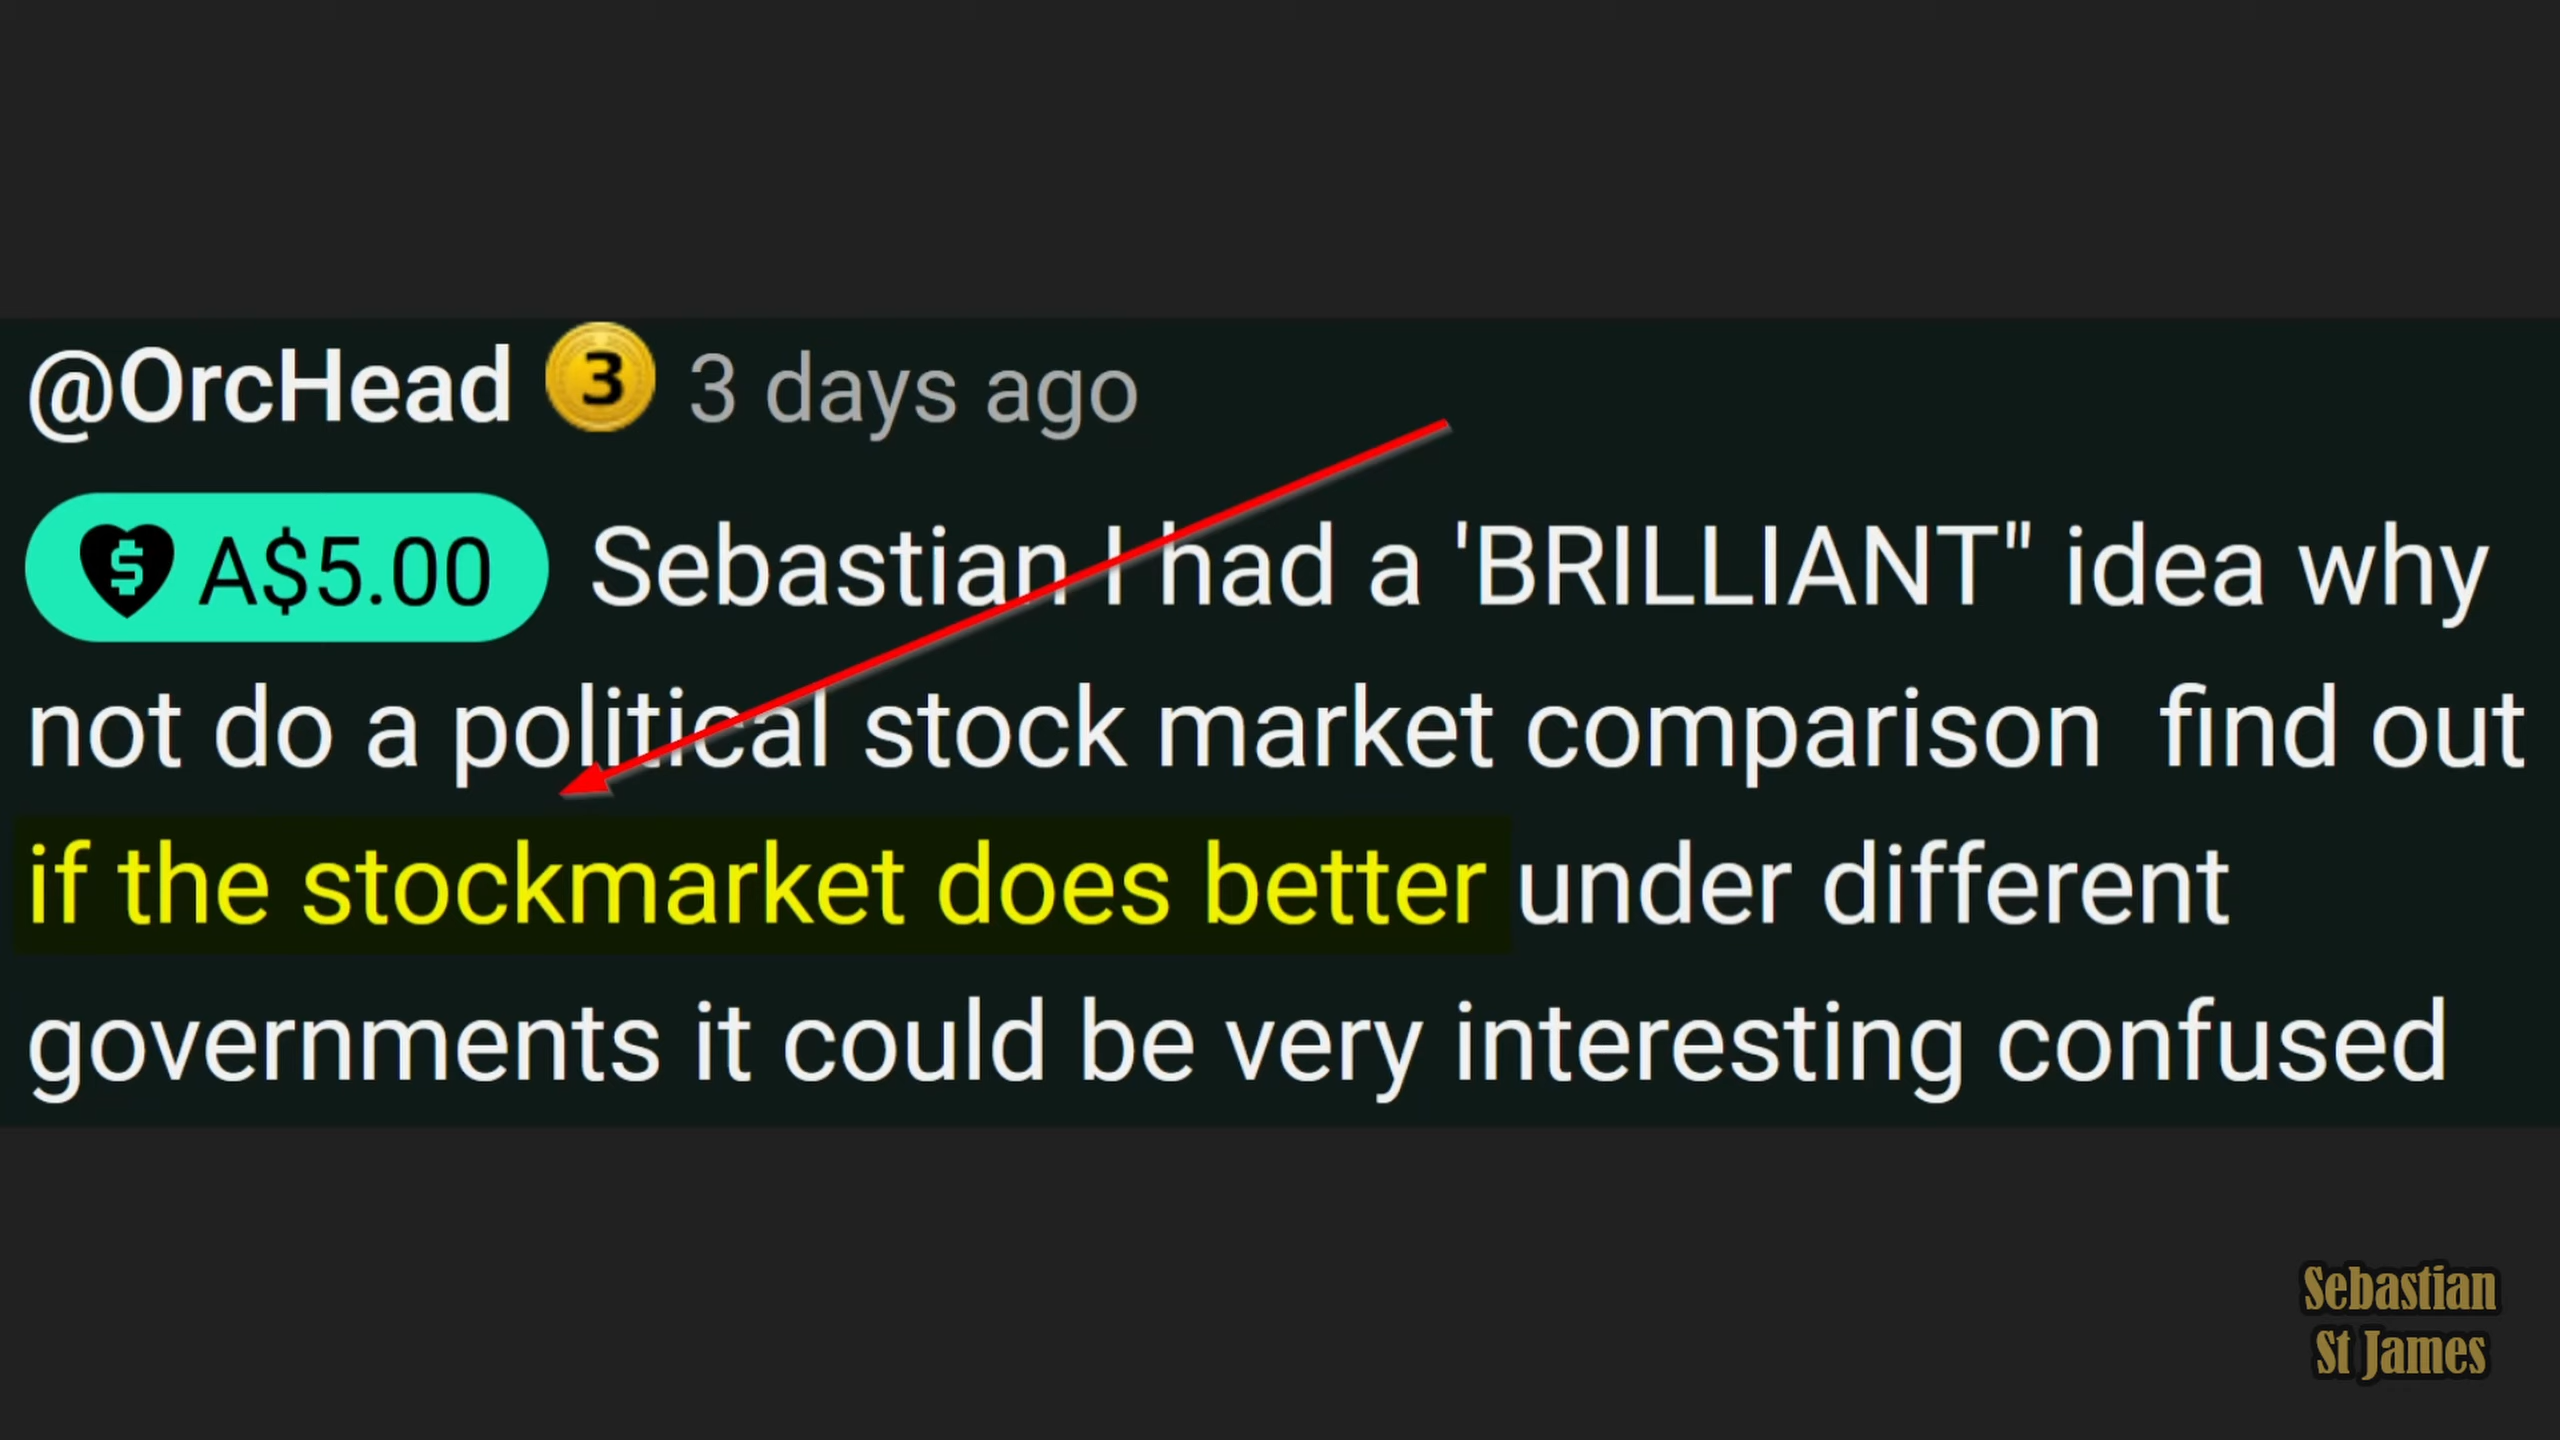 @OrcHead 3 3 days ago
A$5.00 Sebastian I had a 'BRILLIANT" idea why
not do a political stock market comparison  find out
if the stockmarket does better under different
governments it could be very interesting confused
Sebastian
St James